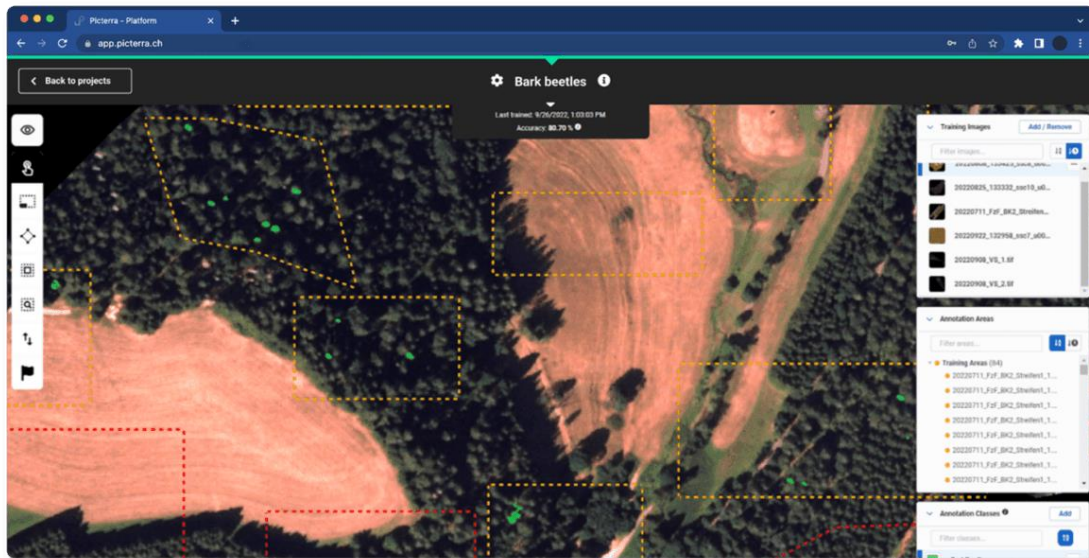 Picterra – Platform
app.picterra.ch
Back to projects
Bark beetles
Last trained: 9/26/2022, 1:03:03 PM
Accuracy: 80.70 %
Training Images
Add / Remove
Filter images...
20220825_133332_ssc10_u0...
20220711_FzF_BK2_Streifen...
20220922_132958_ssc7_u00...
20220908_VS_1.tif
20220908_VS_2.tif
Annotation Areas
Filter areas...
Training Areas (64)
20220711_FzF_BK2_Streifen1_1...
20220711_FzF_BK2_Streifen1_1...
20220711_FzF_BK2_Streifen1_1...
20220711_FzF_BK2_Streifen1_1...
20220711_FzF_BK2_Streifen1_1...
20220711_FzF_BK2_Streifen1_1...
20220711_FzF_BK2_Streifen1_1...
20220711_FzF_BK2_Streifen1_1...
Annotation Classes
Add
Filter classes...